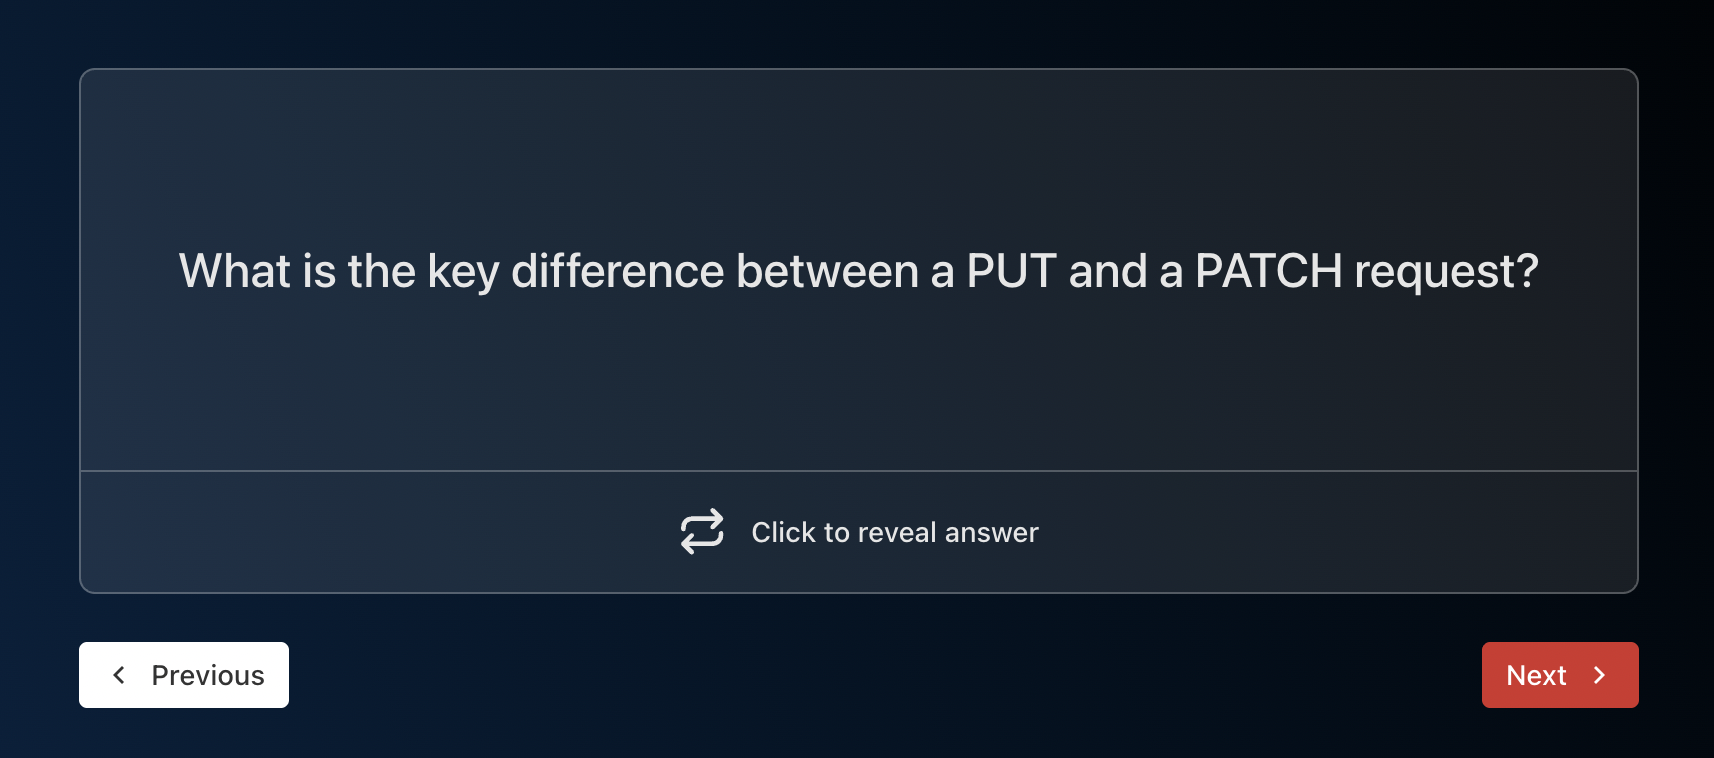 What is the key difference between a PUT and a PATCH request?
Click to reveal answer
Previous
Next